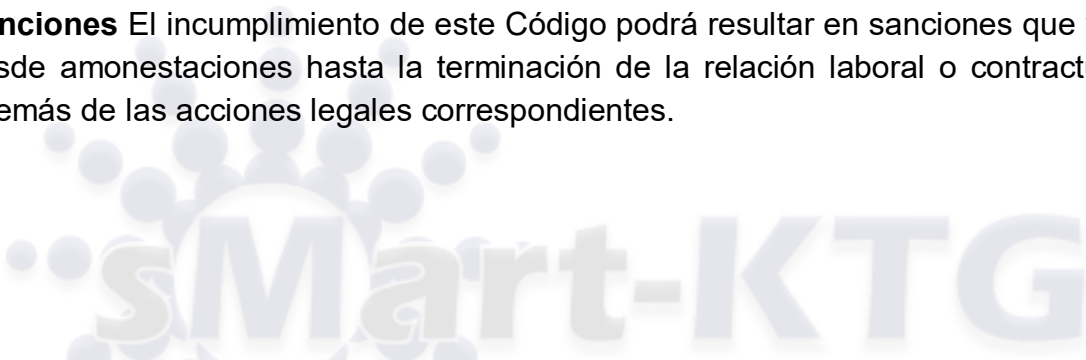 nciones El incumplimiento de este Código podrá resultar en sanciones que
sde amonestaciones hasta la terminación de la relación laboral o contract
emás de las acciones legales correspondientes.
sMart-KTG